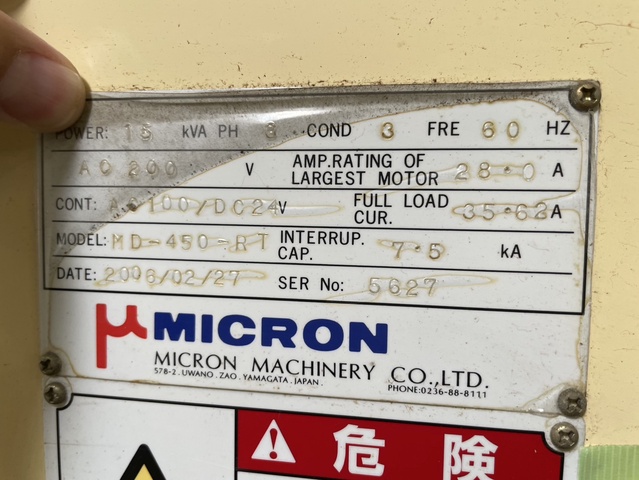 POWER: 15 kVA PH 3 COND 3 FRE 60 HZ
AC 200 V AMP.RATING OF LARGEST MOTOR 28.0 A
CONT: AC100/DC24V FULL LOAD CUR. 35.62A
MODEL: MD-450-RT INTERRUP. CAP. 7.5 kA
DATE: 2006/02/27 SER No: 5627
μMICRON
MICRON MACHINERY CO.,LTD.
578-2.UWANO.ZAO.YAMAGATA.JAPAN.
PHONE:0236-88-8111
危険